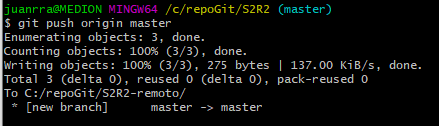 juanrra@MEDION MINGW64 /c/repoGit/S2R2 (master)
$ git push origin master
Enumerating objects: 3, done.
Counting objects: 100% (3/3), done.
Writing objects: 100% (3/3), 275 bytes | 137.00 KiB/s, done.
Total 3 (delta 0), reused 0 (delta 0), pack-reused 0
To C:/repoGit/S2R2-remoto/
 * [new branch]      master -> master